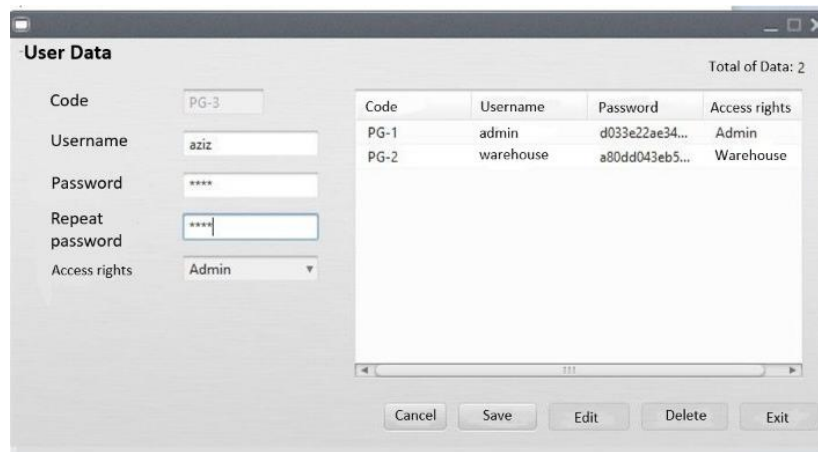 User Data
Total of Data: 2
Code PG-3
Username aziz
Password ****
Repeat password ****
Access rights Admin
Code Username Password Access rights
PG-1 admin d033e22ae34... Admin
PG-2 warehouse a80dd043eb5... Warehouse
Cancel Save Edit Delete Exit